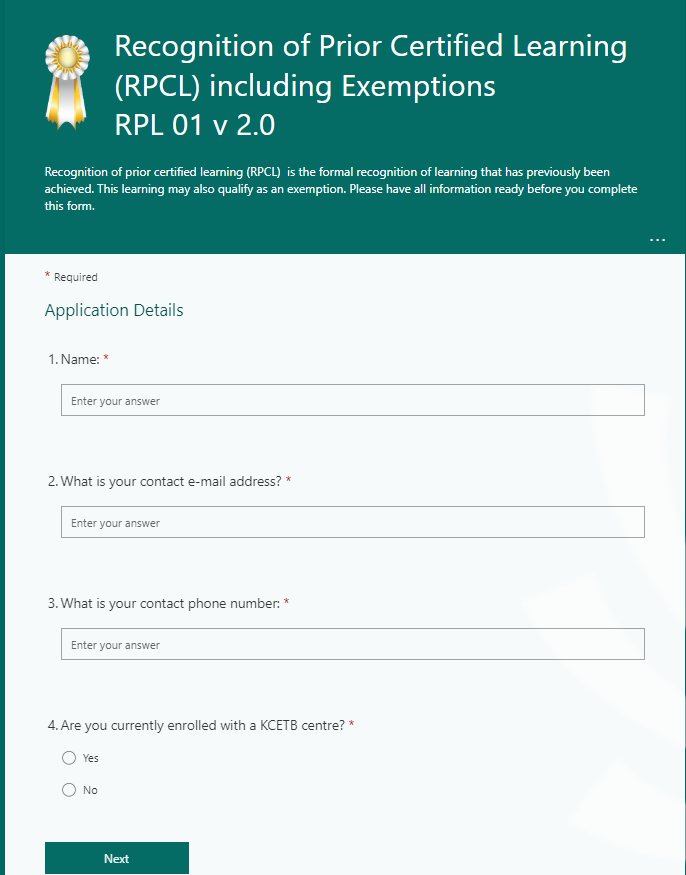 Recognition of Prior Certified Learning
(RPCL) including Exemptions
RPL 01 v 2.0
Recognition of prior certified learning (RPCL)  is the formal recognition of learning that has previously been
achieved. This learning may also qualify as an exemption. Please have all information ready before you complete
this form.
...
* Required
Application Details
1. Name: *
Enter your answer
2. What is your contact e-mail address? *
Enter your answer
3. What is your contact phone number: *
Enter your answer
4. Are you currently enrolled with a KCETB centre? *
Yes
No
Next